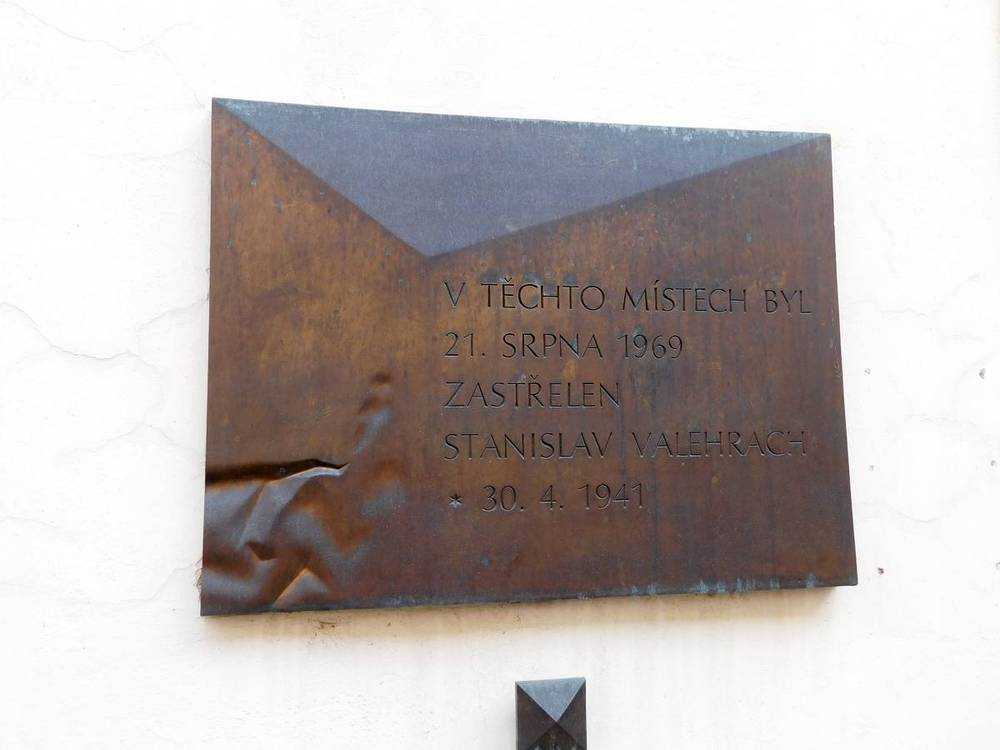 V TĚCHTO MÍSTECH BYL
21. SRPNA 1969
ZASTŘELEN
STANISLAV VALEHRACH
* 30. 4. 1941